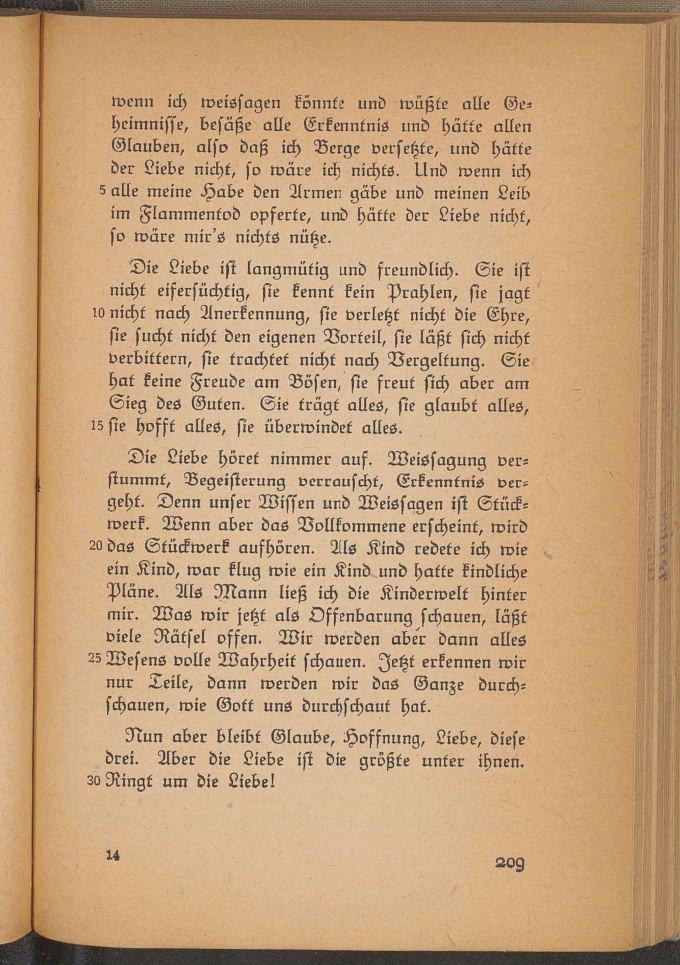 wenn ich weissagen könnte und wüßte alle Ge-
heimnisse, besäße alle Erkenntnis und hätte allen
Glauben, also daß ich Berge versetzte, und hätte
der Liebe nicht, so wäre ich nichts. Und wenn ich
5 alle meine Habe den Armen gäbe und meinen Leib
im Flammentod opferte, und hätte der Liebe nicht,
so wäre mir's nichts nütze.
Die Liebe ist langmütig und freundlich. Sie ist
nicht eifersüchtig, sie kennt kein Prahlen, sie jagt
10 nicht nach Anerkennung, sie verletzt nicht die Ehre,
sie sucht nicht den eigenen Vorteil, sie läßt sich nicht
verbittern, sie trachtet nicht nach Vergeltung. Sie
hat keine Freude am Bösen, sie freut sich aber am
Sieg des Guten. Sie trägt alles, sie glaubt alles,
15 sie hofft alles, sie überwindet alles.
Die Liebe höret nimmer auf. Weissagung ver-
stummt, Begeisterung verrauscht, Erkenntnis ver-
geht. Denn unser Wissen und Weissagen ist Stück-
werk. Wenn aber das Vollkommene erscheint, wird
20 das Stückwerk aufhören. Als Kind redete ich wie
ein Kind, war klug wie ein Kind und hatte kindliche
Pläne. Als Mann ließ ich die Kinderwelt hinter
mir. Was wir jetzt als Offenbarung schauen, läßt
viele Rätsel offen. Wir werden aber dann alles
25 Wesens volle Wahrheit schauen. Jetzt erkennen wir
nur Teile, dann werden wir das Ganze durch-
schauen, wie Gott uns durchschaut hat.
Nun aber bleibt Glaube, Hoffnung, Liebe, diese
drei. Aber die Liebe ist die größte unter ihnen.
30 Ringt um die Liebe!
14
209